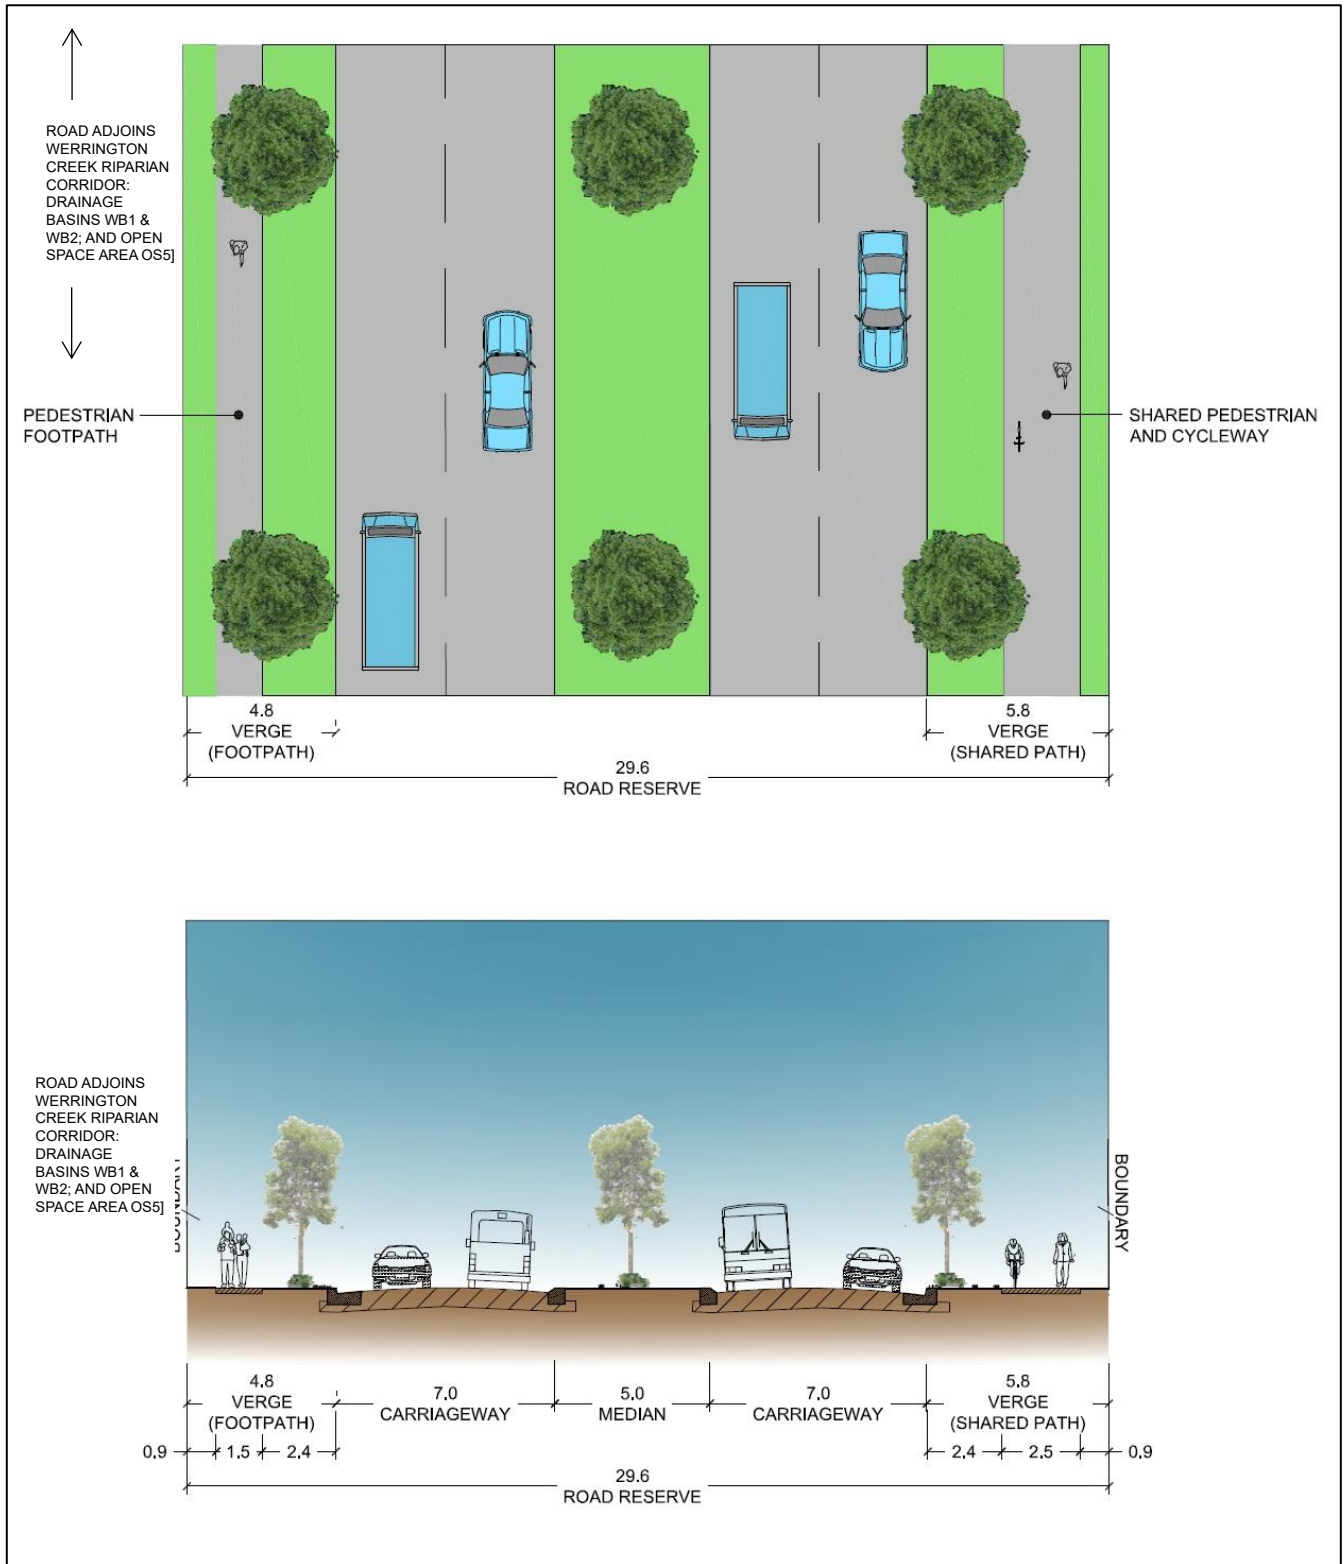 ROAD ADJOINS
WERRINGTON
CREEK RIPARIAN
CORRIDOR:
DRAINAGE
BASINS WB1 &
WB2; AND OPEN
SPACE AREA OS5]
PEDESTRIAN
FOOTPATH
SHARED PEDESTRIAN
AND CYCLEWAY
4.8
VERGE
(FOOTPATH)
5.8
VERGE
(SHARED PATH)
29.6
ROAD RESERVE
ROAD ADJOINS
WERRINGTON
CREEK RIPARIAN
CORRIDOR:
DRAINAGE
BASINS WB1 &
WB2; AND OPEN
SPACE AREA OS5]
BOUNDARY
BOUNDARY
4.8
VERGE
(FOOTPATH)
7.0
CARRIAGEWAY
5.0
MEDIAN
7.0
CARRIAGEWAY
5.8
VERGE
(SHARED PATH)
0.9
1.5
2.4
2.4
2.5
0.9
29.6
ROAD RESERVE